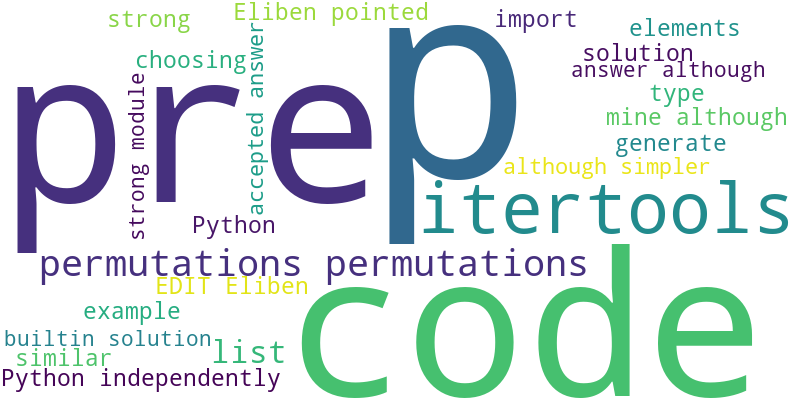 strong
Eliben pointed
import
elements
choosing
solution
answer although
pre
p
type
strong module
accepted answer
mine although
generate
although simpler
itertools
Python
permutations permutations
EDIT Eliben
code
example
builtin solution
similar
list
Python independently